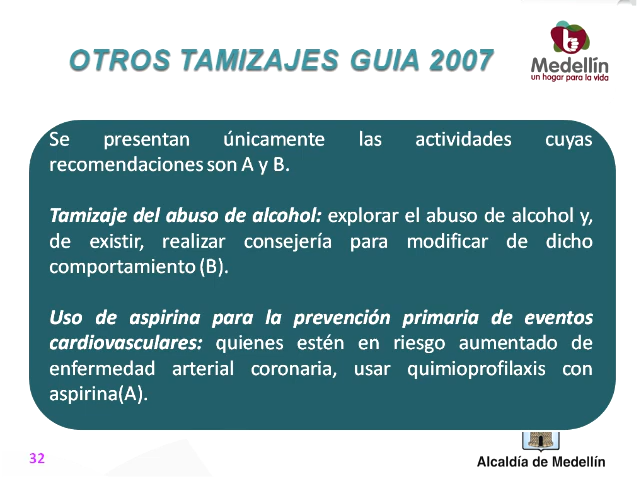 OTROS TAMIZAJES GUIA 2007
Medellín
un hogar para la vida
Se presentan únicamente las actividades cuyas
recomendaciones son A y B.
Tamizaje del abuso de alcohol: explorar el abuso de alcohol y,
de existir, realizar consejería para modificar de dicho
comportamiento (B).
Uso de aspirina para la prevención primaria de eventos
cardiovasculares: quienes estén en riesgo aumentado de
enfermedad arterial coronaria, usar quimioprofilaxis con
aspirina(A).
32
Alcaldía de Medellín